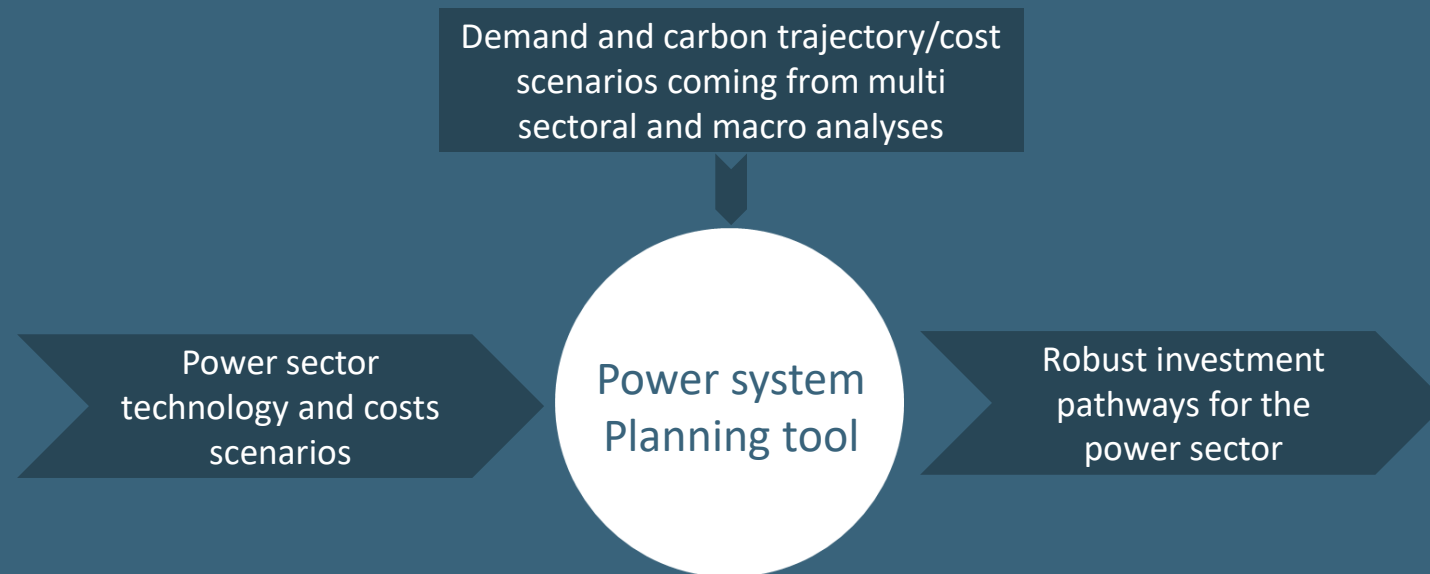 Demand and carbon trajectory/cost
scenarios coming from multi
sectoral and macro analyses
Power sector
technology and costs
scenarios
Power system
Planning tool
Robust investment
pathways for the
power sector